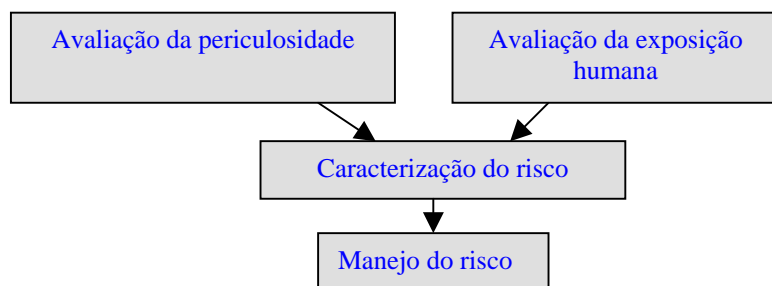 Avaliação da periculosidade
Avaliação da exposição
humana
Caracterização do risco
Manejo do risco